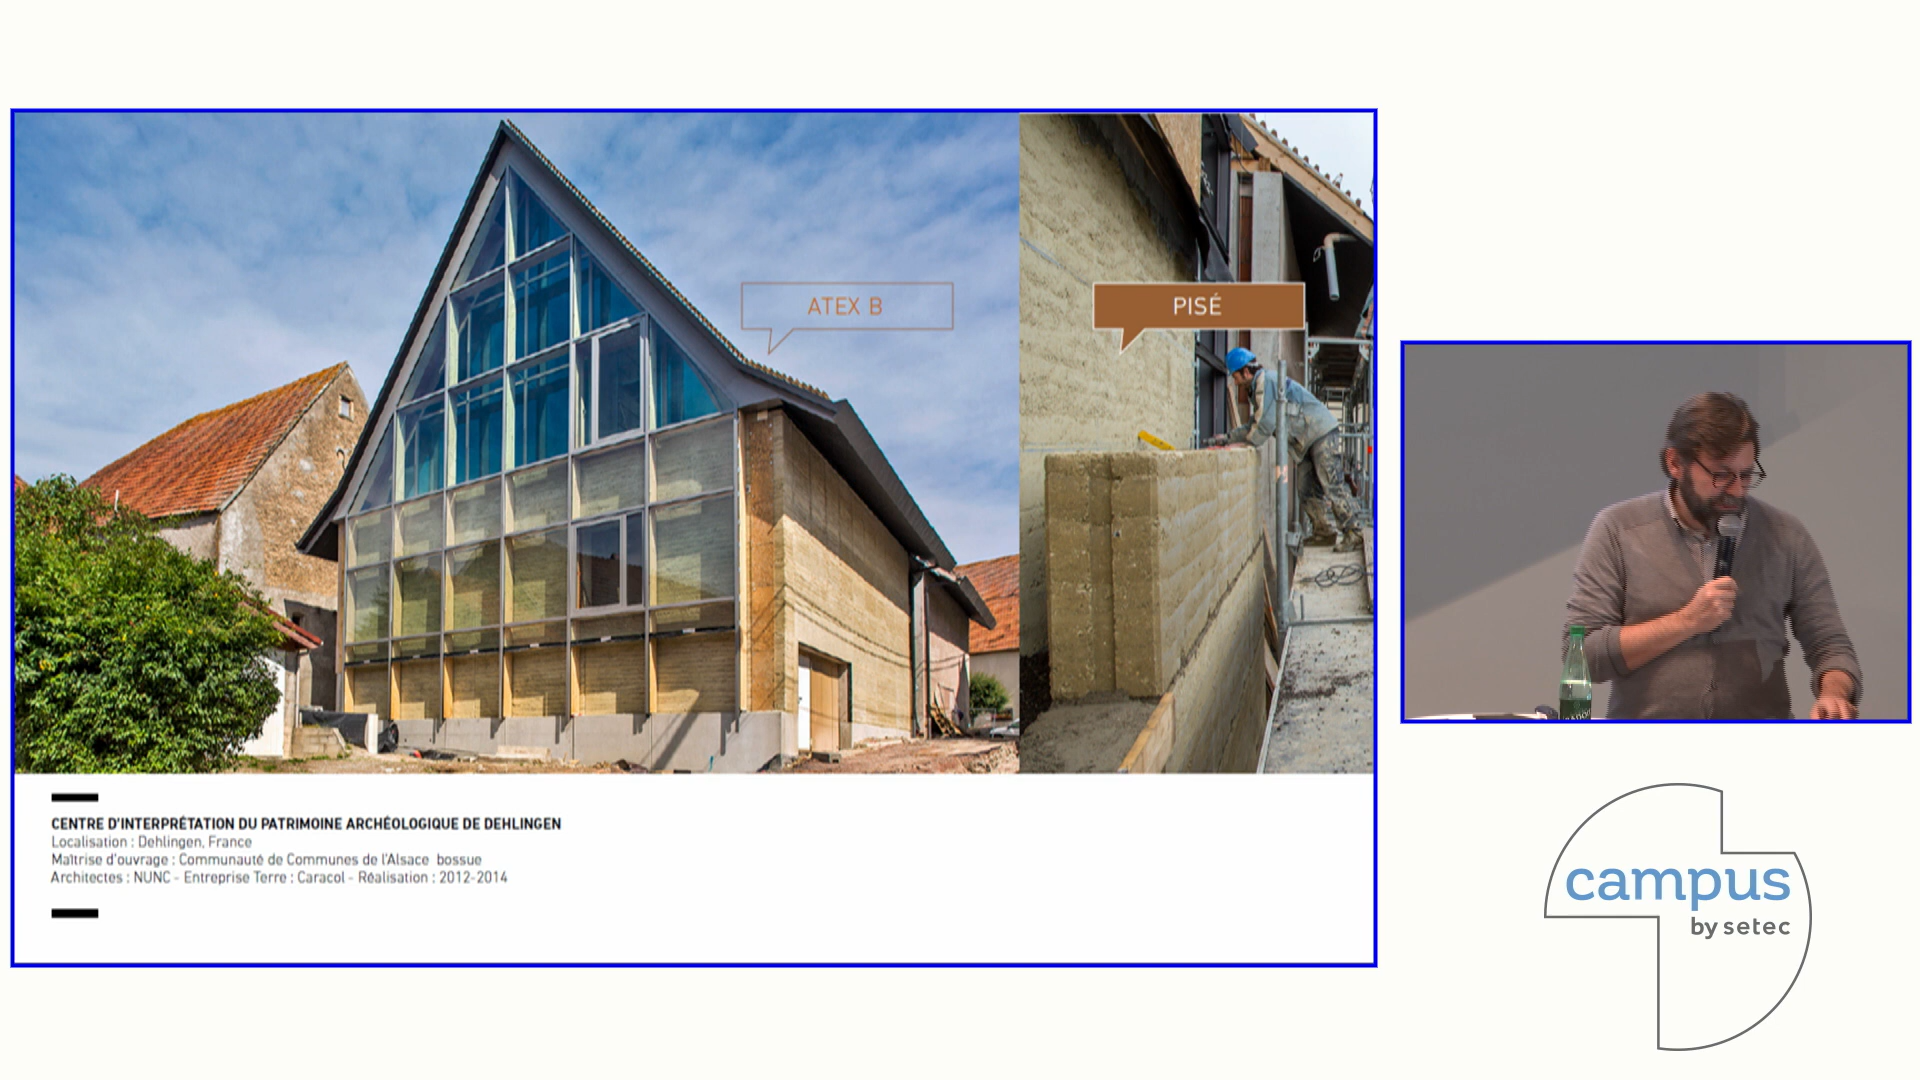 ATEX B
PISÉ
CENTRE D'INTERPRÉTATION DU PATRIMOINE ARCHÉOLOGIQUE DE DEHLINGEN
Localisation : Dehlingen, France
Maîtrise d'ouvrage : Communauté de Communes de l'Alsace bossue
Architectes : NUNC - Entreprise Terre : Caracol - Réalisation : 2012-2014
campus
by setec